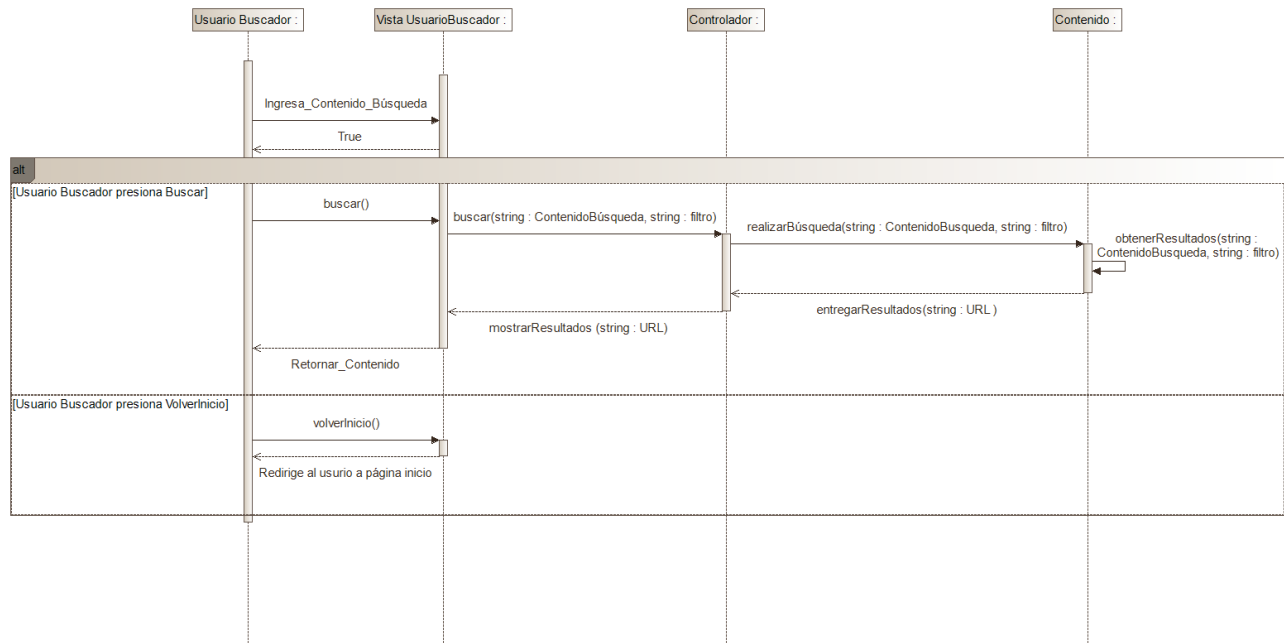 Usuario Buscador :
Vista UsuarioBuscador :
Controlador :
Contenido :
Ingresa_Contenido_Búsqueda
True
alt
[Usuario Buscador presiona Buscar]
buscar()
buscar(string : ContenidoBúsqueda, string : filtro)
realizarBúsqueda(string : ContenidoBusqueda, string : filtro)
obtenerResultados(string :
ContenidoBusqueda, string : filtro)
entregarResultados(string : URL )
mostrarResultados (string : URL)
Retornar_Contenido
[Usuario Buscador presiona VolverInicio]
volverInicio()
Redirige al usurio a página inicio